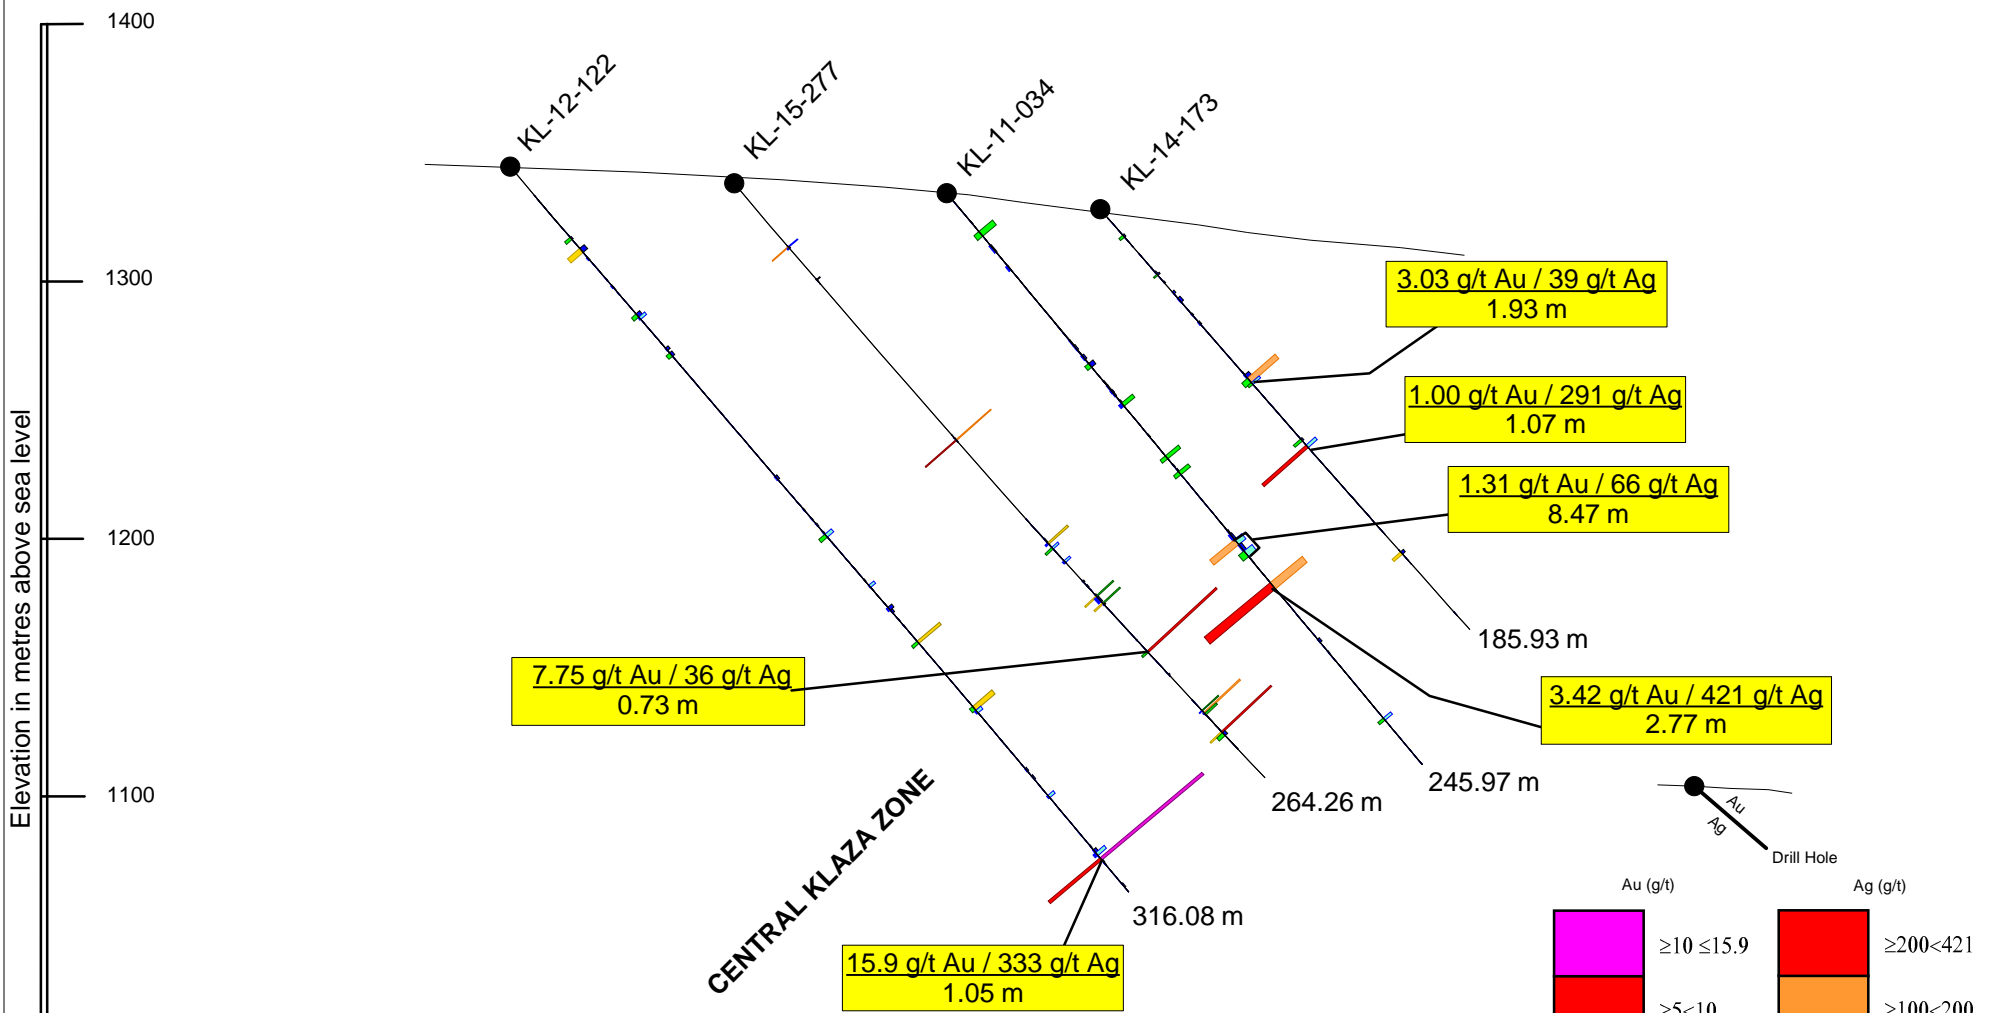 1400
KL-12-122
KL-15-277
KL-11-034
KL-14-173
1300
3.03 g/t Au / 39 g/t Ag
1.93 m
1.00 g/t Au / 291 g/t Ag
1.07 m
1.31 g/t Au / 66 g/t Ag
8.47 m
1200
Elevation in metres above sea level
185.93 m
7.75 g/t Au / 36 g/t Ag
0.73 m
3.42 g/t Au / 421 g/t Ag
2.77 m
1100
264.26 m
245.97 m
Au
Ag
Drill Hole
CENTRAL KLAZA ZONE
316.08 m
15.9 g/t Au / 333 g/t Ag
1.05 m
Au (g/t)
Ag (g/t)
≥10 ≤15.9
≥200<421
≥5<10
≥100<200